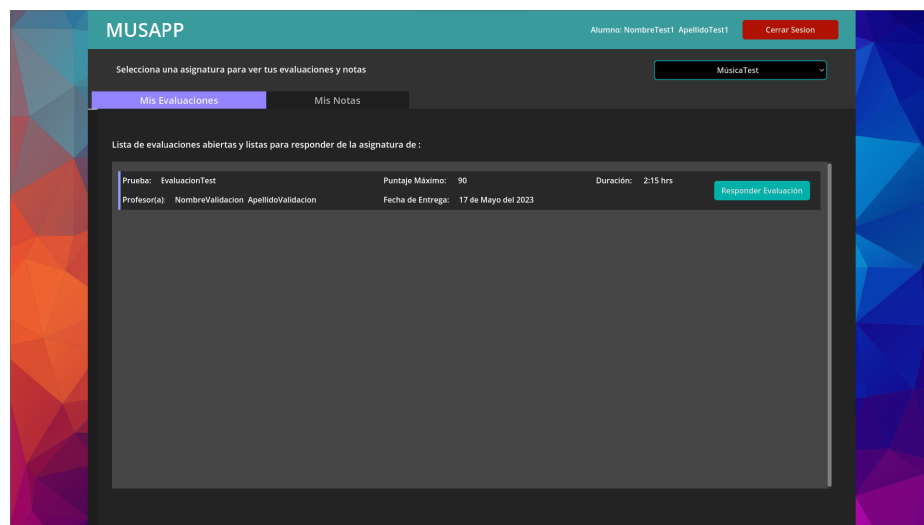 MUSAPP
Alumno: NombreTest1 ApellidoTest1
Cerrar Sesion
Selecciona una asignatura para ver tus evaluaciones y notas
MúsicaTest
Mis Evaluaciones
Mis Notas
Lista de evaluaciones abiertas y listas para responder de la asignatura de :
Prueba: EvaluacionTest
Puntaje Máximo: 90
Duración: 2:15 hrs
Responder Evaluación
Profesor(a): NombreValidacion ApellidoValidacion
Fecha de Entrega: 17 de Mayo del 2023